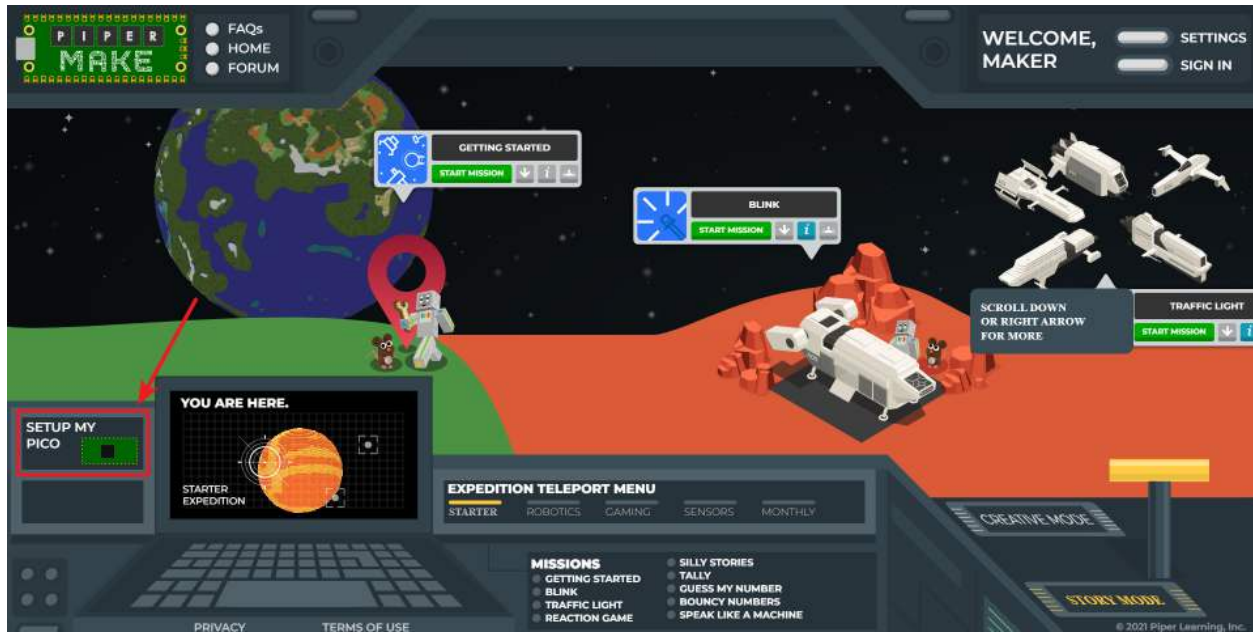 PIPER
MAKE
FAQs
HOME
FORUM
WELCOME,
MAKER
SETTINGS
SIGN IN
GETTING STARTED
START MISSION
i
BLINK
START MISSION
i
SCROLL DOWN
OR RIGHT ARROW
FOR MORE
TRAFFIC LIGHT
START MISSION
i
SETUP MY
PICO
YOU ARE HERE.
STARTER
EXPEDITION
EXPEDITION TELEPORT MENU
STARTER ROBOTICS GAMING SENSORS MONTHLY
CREATIVE MODE
MISSIONS
GETTING STARTED
BLINK
TRAFFIC LIGHT
REACTION GAME
SILLY STORIES
TALLY
GUESS MY NUMBER
BOUNCY NUMBERS
SPEAK LIKE A MACHINE
STORY MODE
PRIVACY TERMS OF USE
© 2021 Piper Learning, Inc.